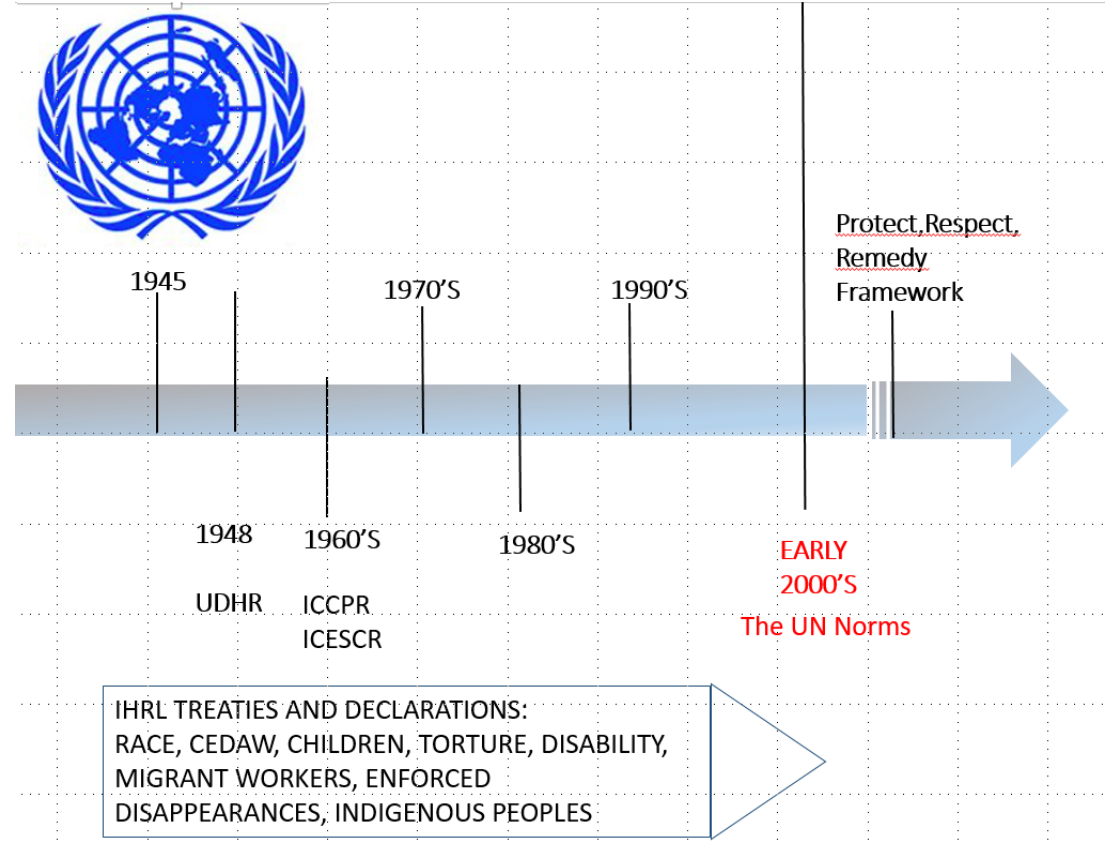 1945
1970'S
1990'S
Protect,Respect,
Remedy
Framework
1948
1960'S
1980'S
EARLY
2000'S
UDHR
ICCPR
ICESCR
The UN Norms
IHRL TREATIES AND DECLARATIONS:
RACE, CEDAW, CHILDREN, TORTURE, DISABILITY,
MIGRANT WORKERS, ENFORCED
DISAPPEARANCES, INDIGENOUS PEOPLES